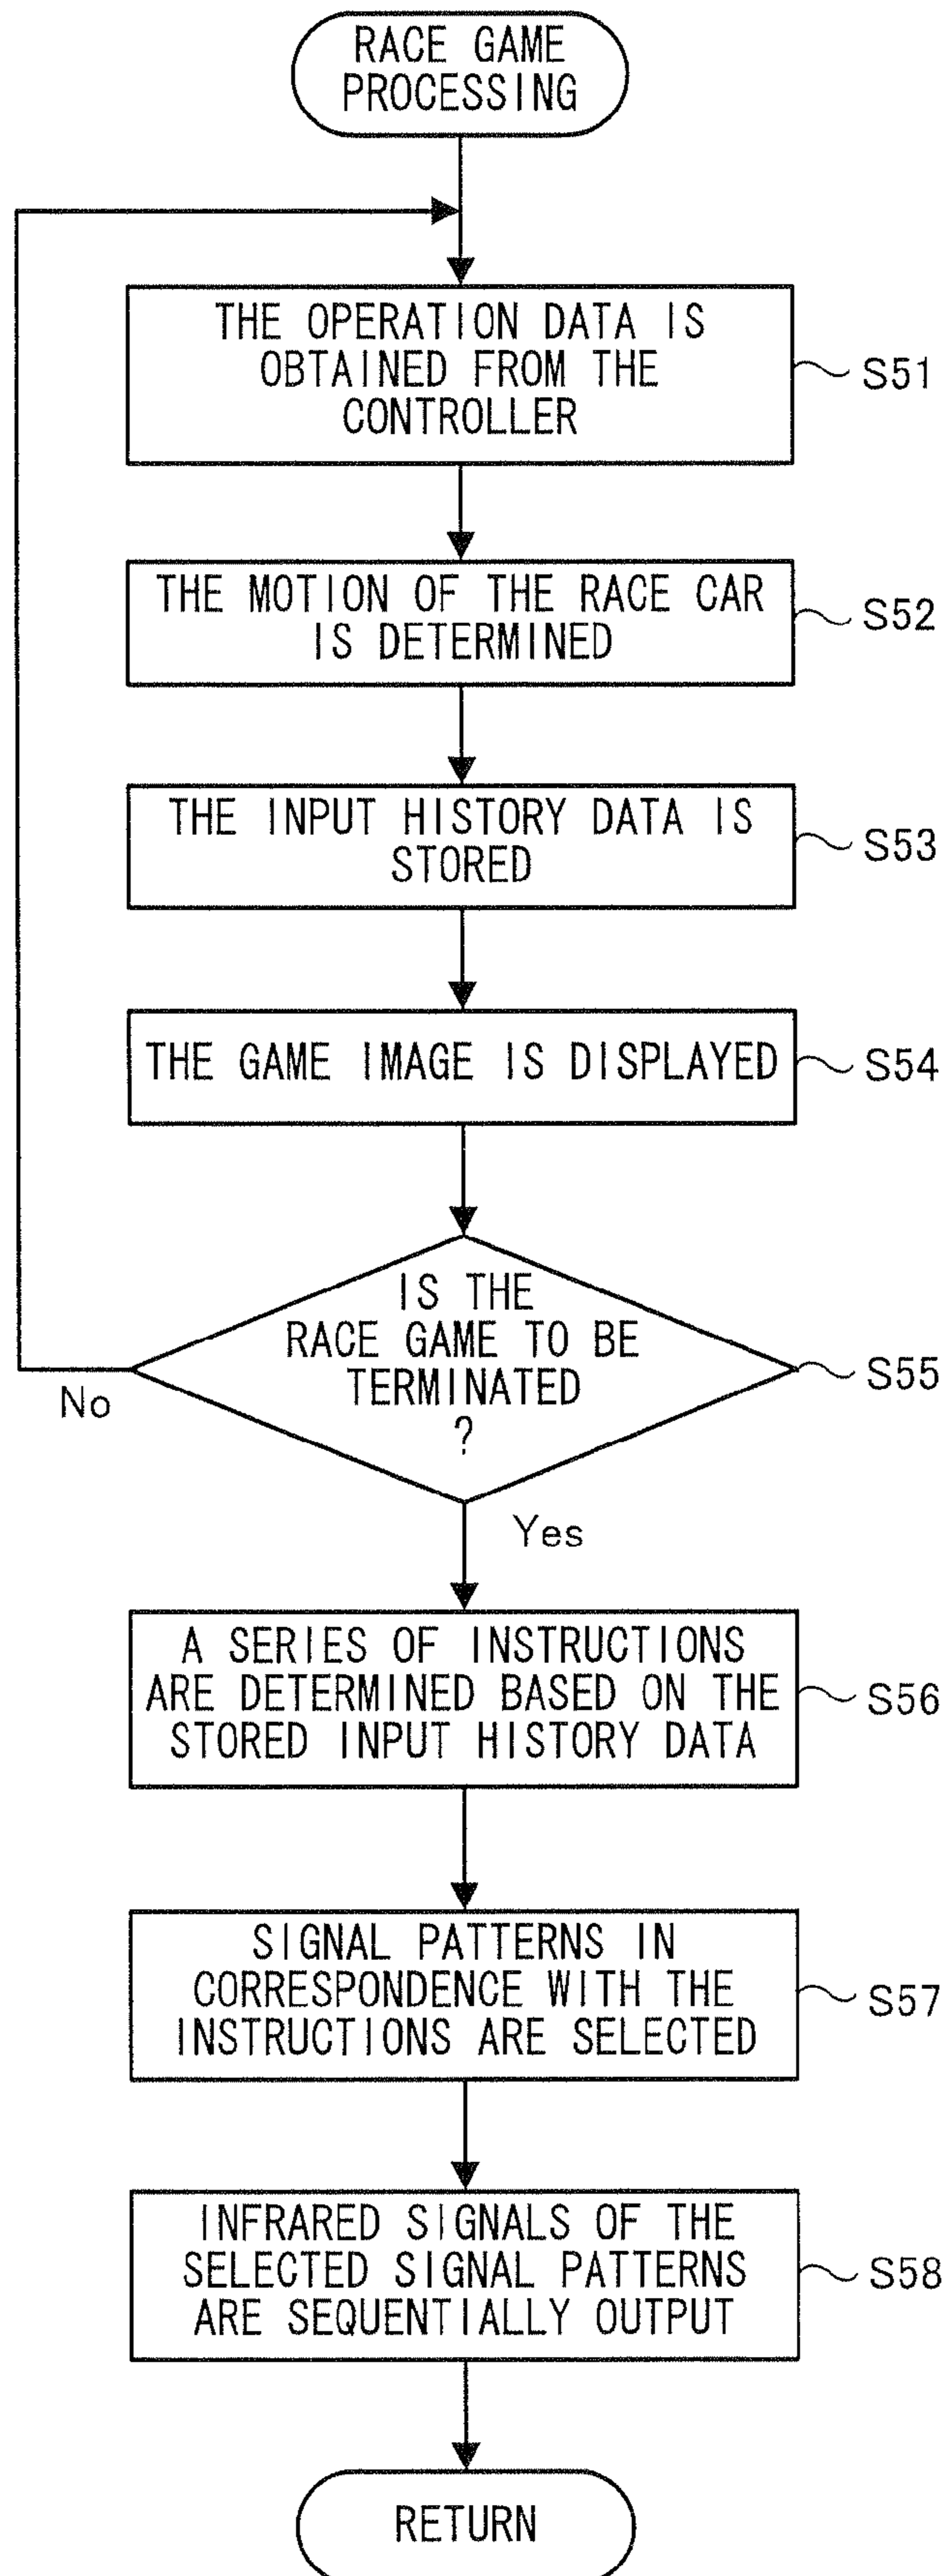 RACE GAME
PROCESSING
THE OPERATION DATA IS
OBTAINED FROM THE
CONTROLLER
S51
THE MOTION OF THE RACE CAR
IS DETERMINED
S52
THE INPUT HISTORY DATA IS
STORED
S53
THE GAME IMAGE IS DISPLAYED
S54
IS THE
RACE GAME TO BE
TERMINATED
?
S55
No
Yes
A SERIES OF INSTRUCTIONS
ARE DETERMINED BASED ON THE
STORED INPUT HISTORY DATA
S56
SIGNAL PATTERNS IN
CORRESPONDENCE WITH THE
INSTRUCTIONS ARE SELECTED
S57
INFRARED SIGNALS OF THE
SELECTED SIGNAL PATTERNS
ARE SEQUENTIALLY OUTPUT
S58
RETURN